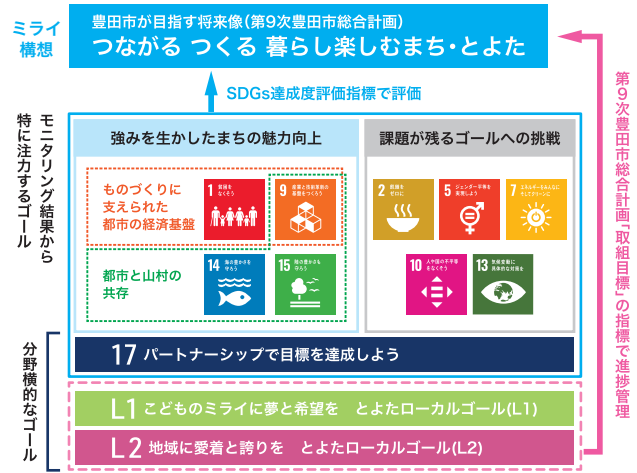 ミライ
構想
豊田市が目指す将来像(第9次豊田市総合計画)
つながる つくる 暮らし楽しむまち・とよた
SDGs達成度評価指標で評価
モニタリング結果から
特に注力するゴール
強みを生かしたまちの魅力向上
ものづくりに
支えられた
都市の経済基盤
1 貧困を
なくそう
9 産業と技術革新の
基盤をつくろう
都市と山村の
共存
14 海の豊かさを
守ろう
15 陸の豊かさも
守ろう
課題が残るゴールへの挑戦
2 飢餓を
ゼロに
5 ジェンダー平等を
実現しよう
7 エネルギーをみんなに
そしてクリーンに
10 人や国の不平等
をなくそう
13 気候変動に
具体的な対策を
分野横的なゴール
17 パートナーシップで目標を達成しよう
L1 こどものミライに夢と希望を とよたローカルゴール(L1)
L2 地域に愛着と誇りを とよたローカルゴール(L2)
第9次豊田市総合計画「取組目標」の指標で進捗管理